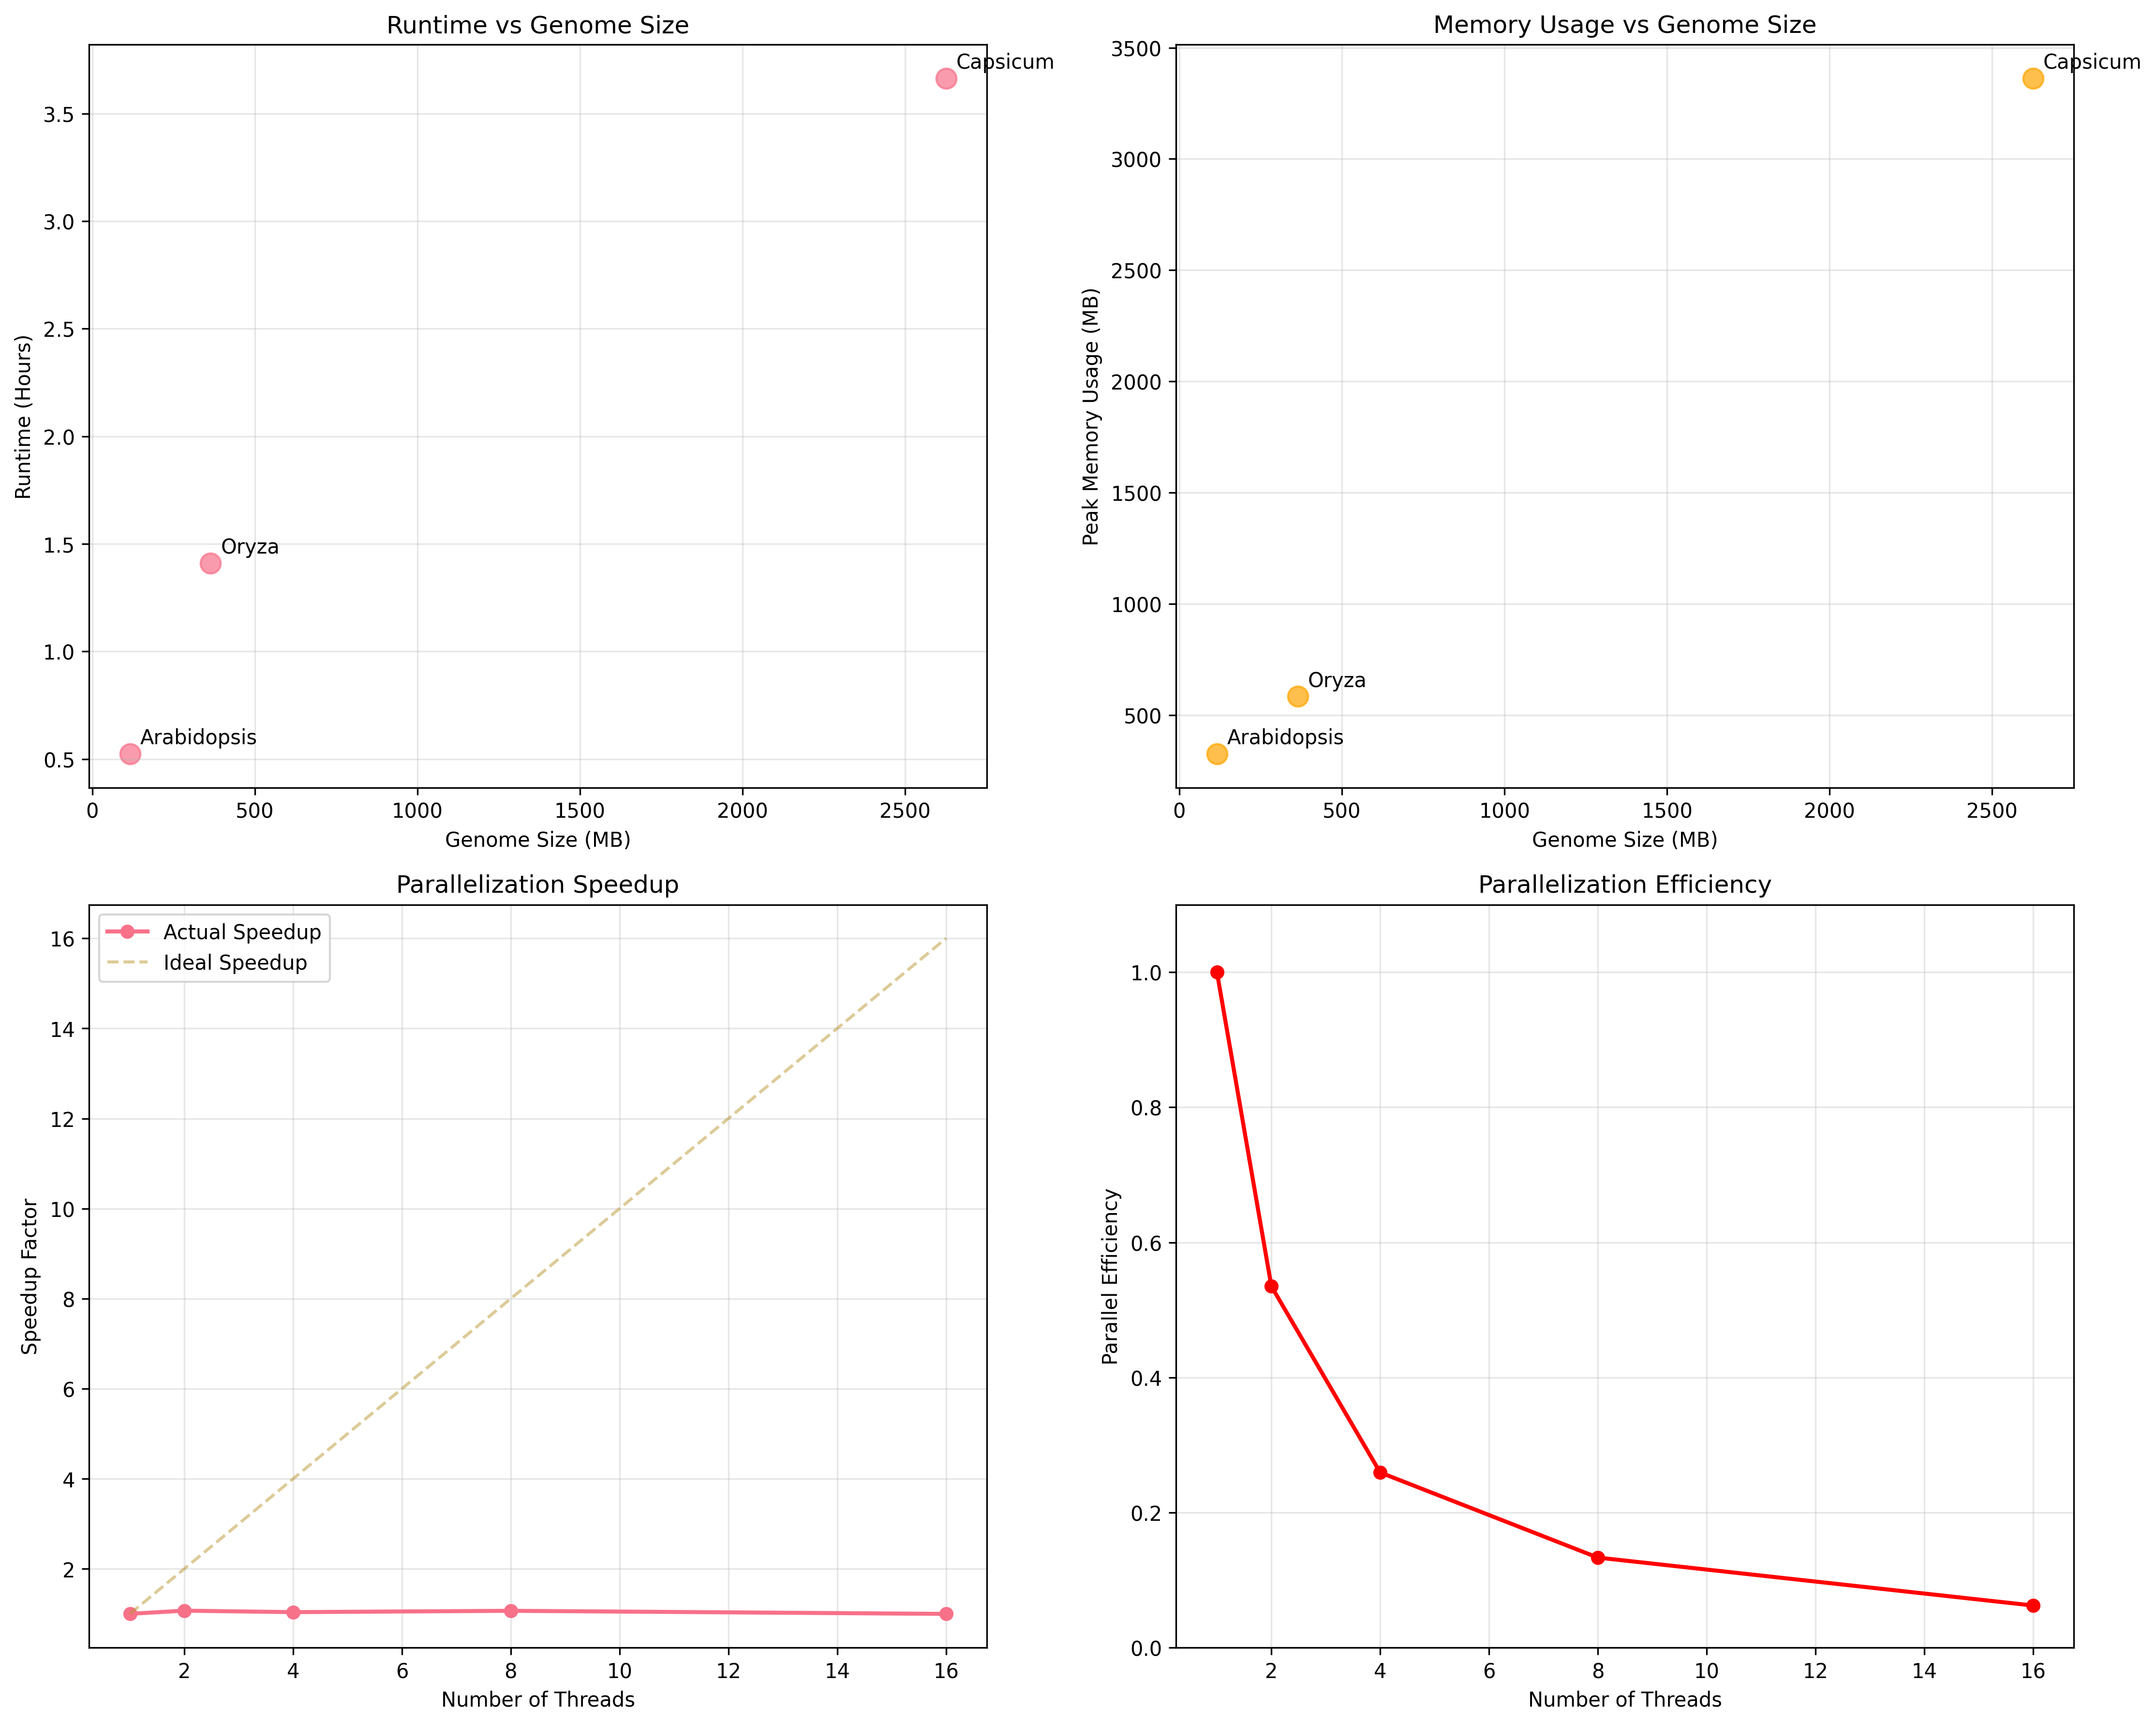 Runtime vs Genome Size
Capsicum
Oryza
Arabidopsis
3.5
3.0
2.5
2.0
1.5
1.0
0.5
Runtime (Hours)
0 500 1000 1500 2000 2500
Genome Size (MB)
Memory Usage vs Genome Size
Capsicum
Oryza
Arabidopsis
3500
3000
2500
2000
1500
1000
500
Peak Memory Usage (MB)
0 500 1000 1500 2000 2500
Genome Size (MB)
Parallelization Speedup
Actual Speedup
Ideal Speedup
16
14
12
10
8
6
4
2
Speedup Factor
2 4 6 8 10 12 14 16
Number of Threads
Parallelization Efficiency
1.0
0.8
0.6
0.4
0.2
0.0
Parallel Efficiency
2 4 6 8 10 12 14 16
Number of Threads